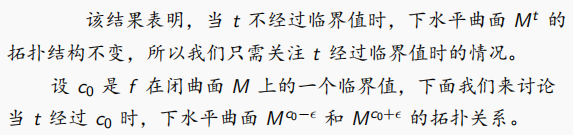 该结果表明，当 t 不经过临界值时，下水平曲面 M^t 的
拓扑结构不变，所以我们只需关注 t 经过临界值时的情况。
设 c₀ 是 f 在闭曲面 M 上的一个临界值，下面我们来讨论
当 t 经过 c₀ 时，下水平曲面 M^{c₀−ϵ} 和 M^{c₀+ϵ} 的拓扑关系。